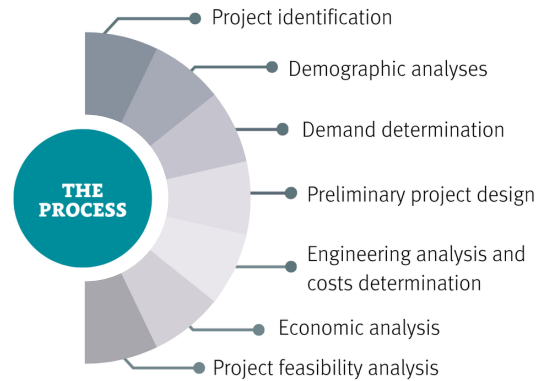 Project identification
Demographic analyses
Demand determination
THE
PROCESS
Preliminary project design
Engineering analysis and
costs determination
Economic analysis
Project feasibility analysis